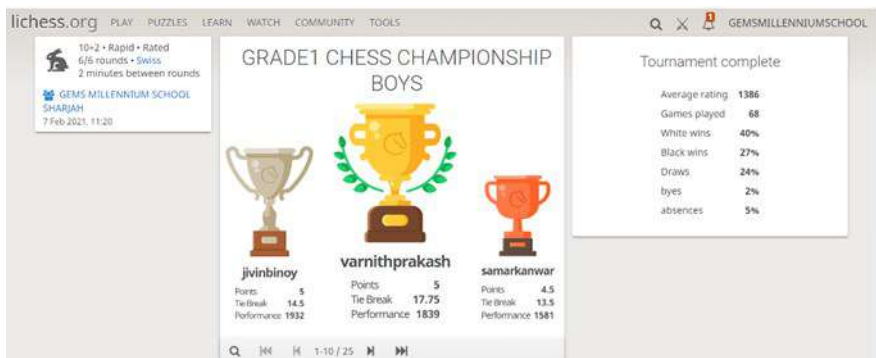 lichess.org PLAY PUZZLES LEARN WATCH COMMUNITY TOOLS
1 GEMSMILLENNIUMSCHOOL
10+2 • Rapid • Rated
6/6 rounds • Swiss
2 minutes between rounds
GEMS MILLENNIUM SCHOOL
SHARJAH
7 Feb 2021, 11:20
GRADE1 CHESS CHAMPIONSHIP
BOYS
jivinbinoy
Points 5
Tie Break 14.5
Performance 1932
varnithprakash
Points 5
Tie Break 17.75
Performance 1839
samarkanwar
Points 4.5
Tie Break 13.5
Performance 1581
1-10 / 25
Tournament complete
Average rating 1386
Games played 68
White wins 40%
Black wins 27%
Draws 24%
byes 2%
absences 5%